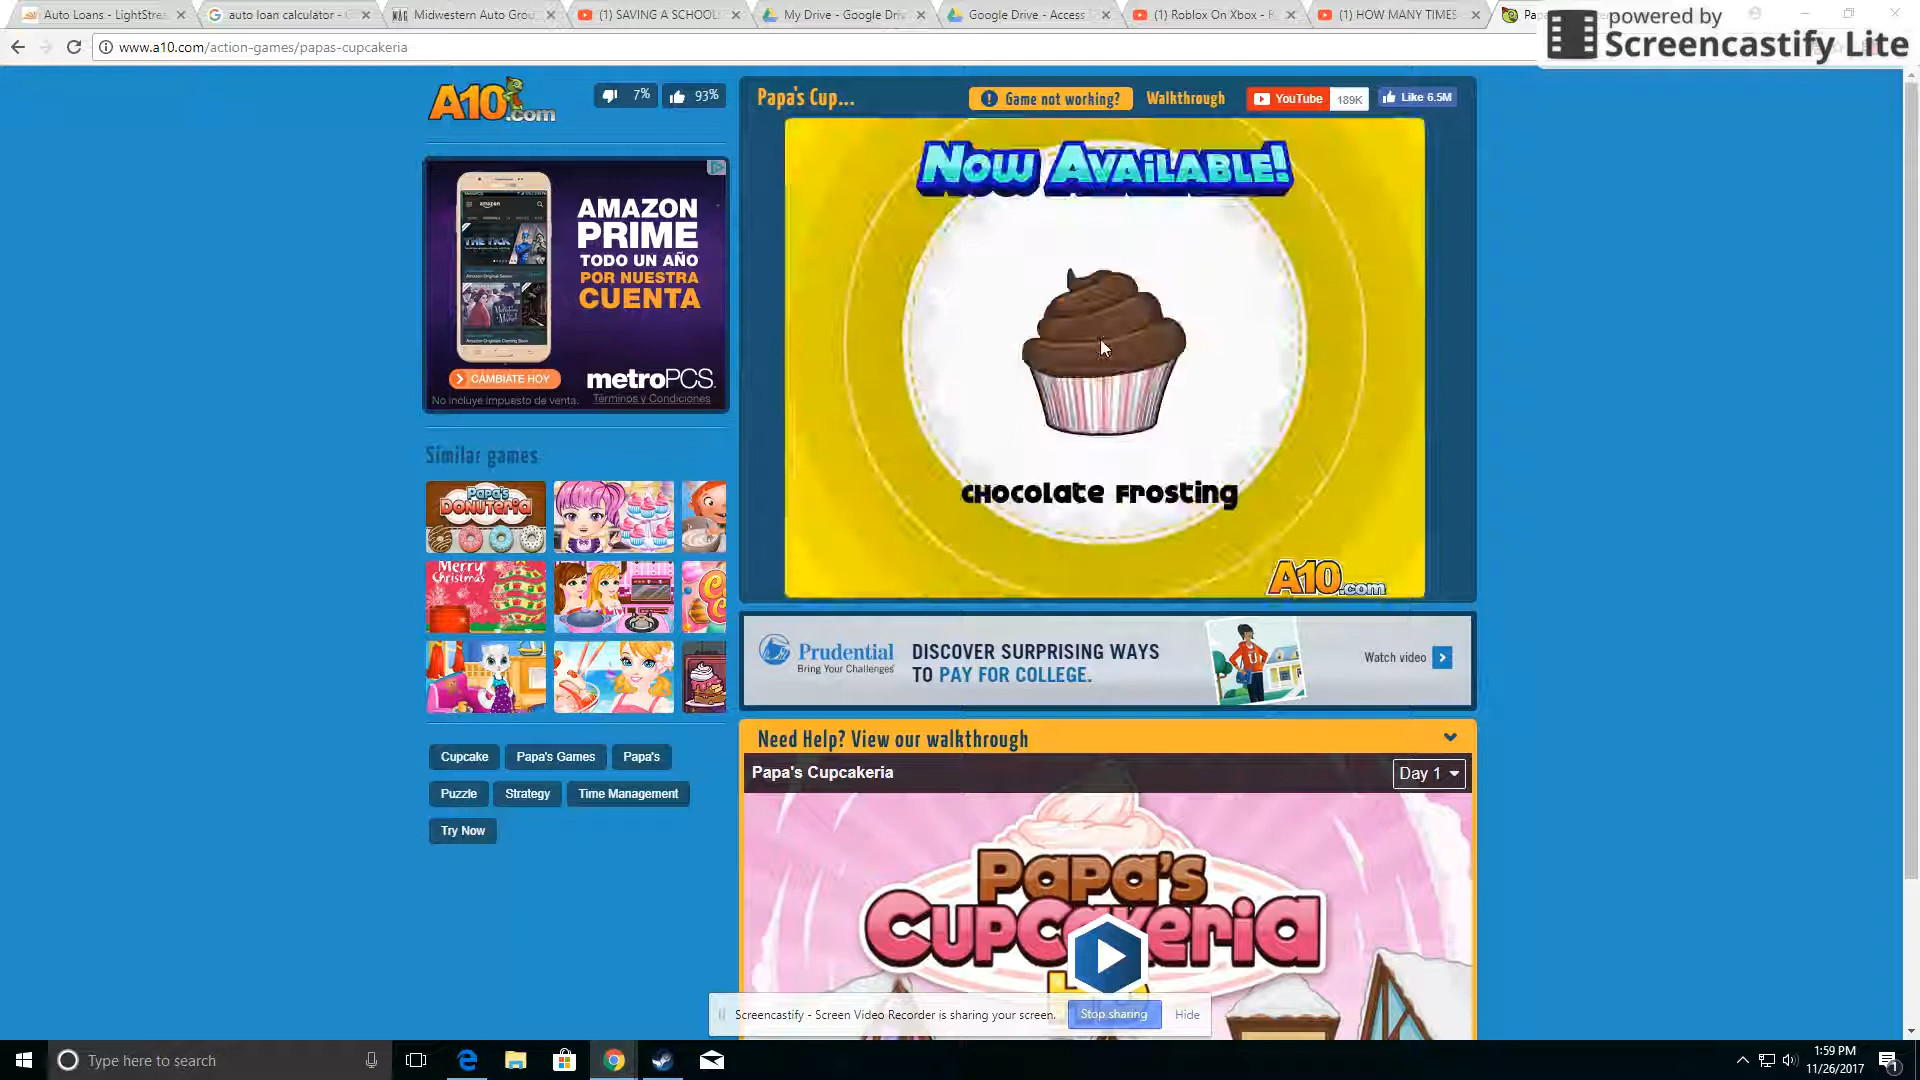 Auto Loans - LightStre
auto loan calculator -
Midwestern Auto Grou
(1) SAVING A SCHOOL
My Drive - Google Dri
Google Drive - Access
(1) Roblox On Xbox -
(1) HOW MANY TIMES
powered by
Screencastify Lite
www.a10.com/action-games/papas-cupcakeria
A10.com
7%
93%
Papa's Cup...
Game not working?
Walkthrough
YouTube
189K
Like 6.5M
Now Available!
Chocolate Frosting
A10.com
amazon
THE TICK
AMAZON
PRIME
TODO UN AÑO
POR NUESTRA
CUENTA
CÁMBIATE HOY
metroPCS.
No incluye impuesto de venta.
Términos y Condiciones
Similar games
Papa's
Donuteria
Merry
Christmas
Cupcake
Papa's Games
Papa's
Puzzle
Strategy
Time Management
Try Now
Prudential
Bring Your Challenges
DISCOVER SURPRISING WAYS
TO PAY FOR COLLEGE.
Watch video
Need Help? View our walkthrough
Papa's Cupcakeria
Day 1
Papa's
Cupcakeria
Screencastify - Screen Video Recorder is sharing your screen.
Stop sharing
Hide
Type here to search
1:59 PM
11/26/2017
1